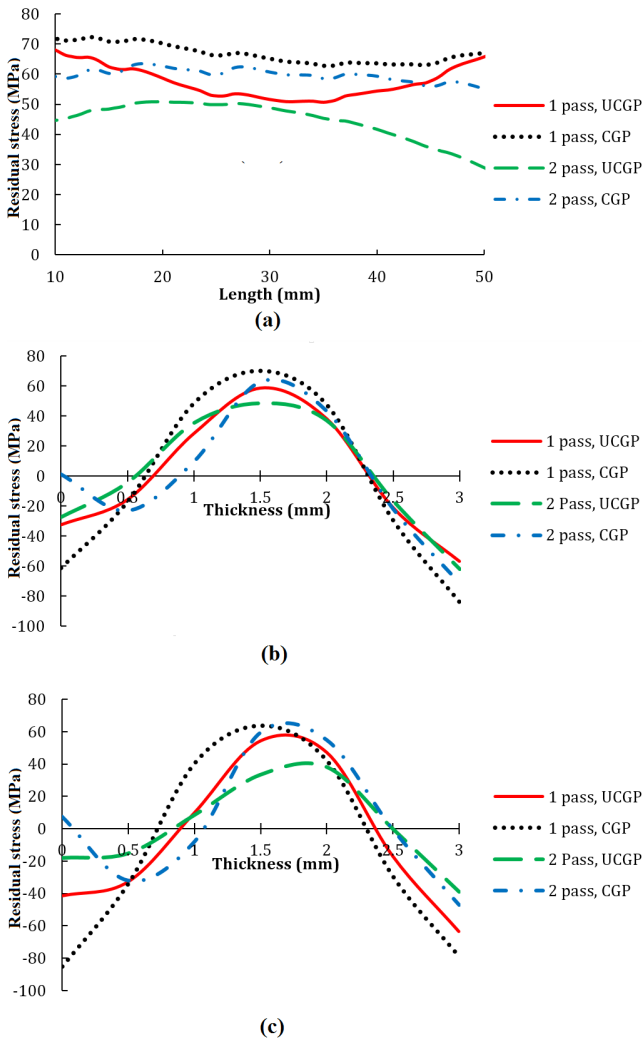 80
70
60
50
40
30
20
10
0
Residual stress (MPa)
10 20 30 40 50
Length (mm)
1 pass, UCGP
1 pass, CGP
2 pass, UCGP
2 pass, CGP
(a)
80
60
40
20
0
-20
-40
-60
-80
-100
Residual stress (MPa)
0 0.5 1 1.5 2 2.5 3
Thickness (mm)
1 pass, UCGP
1 pass, CGP
2 Pass, UCGP
2 pass, CGP
(b)
80
60
40
20
0
-20
-40
-60
-80
-100
Residual stress (MPa)
0 0.5 1 1.5 2 2.5 3
Thickness (mm)
1 pass, UCGP
1 pass, CGP
2 Pass, UCGP
2 pass, CGP
(c)